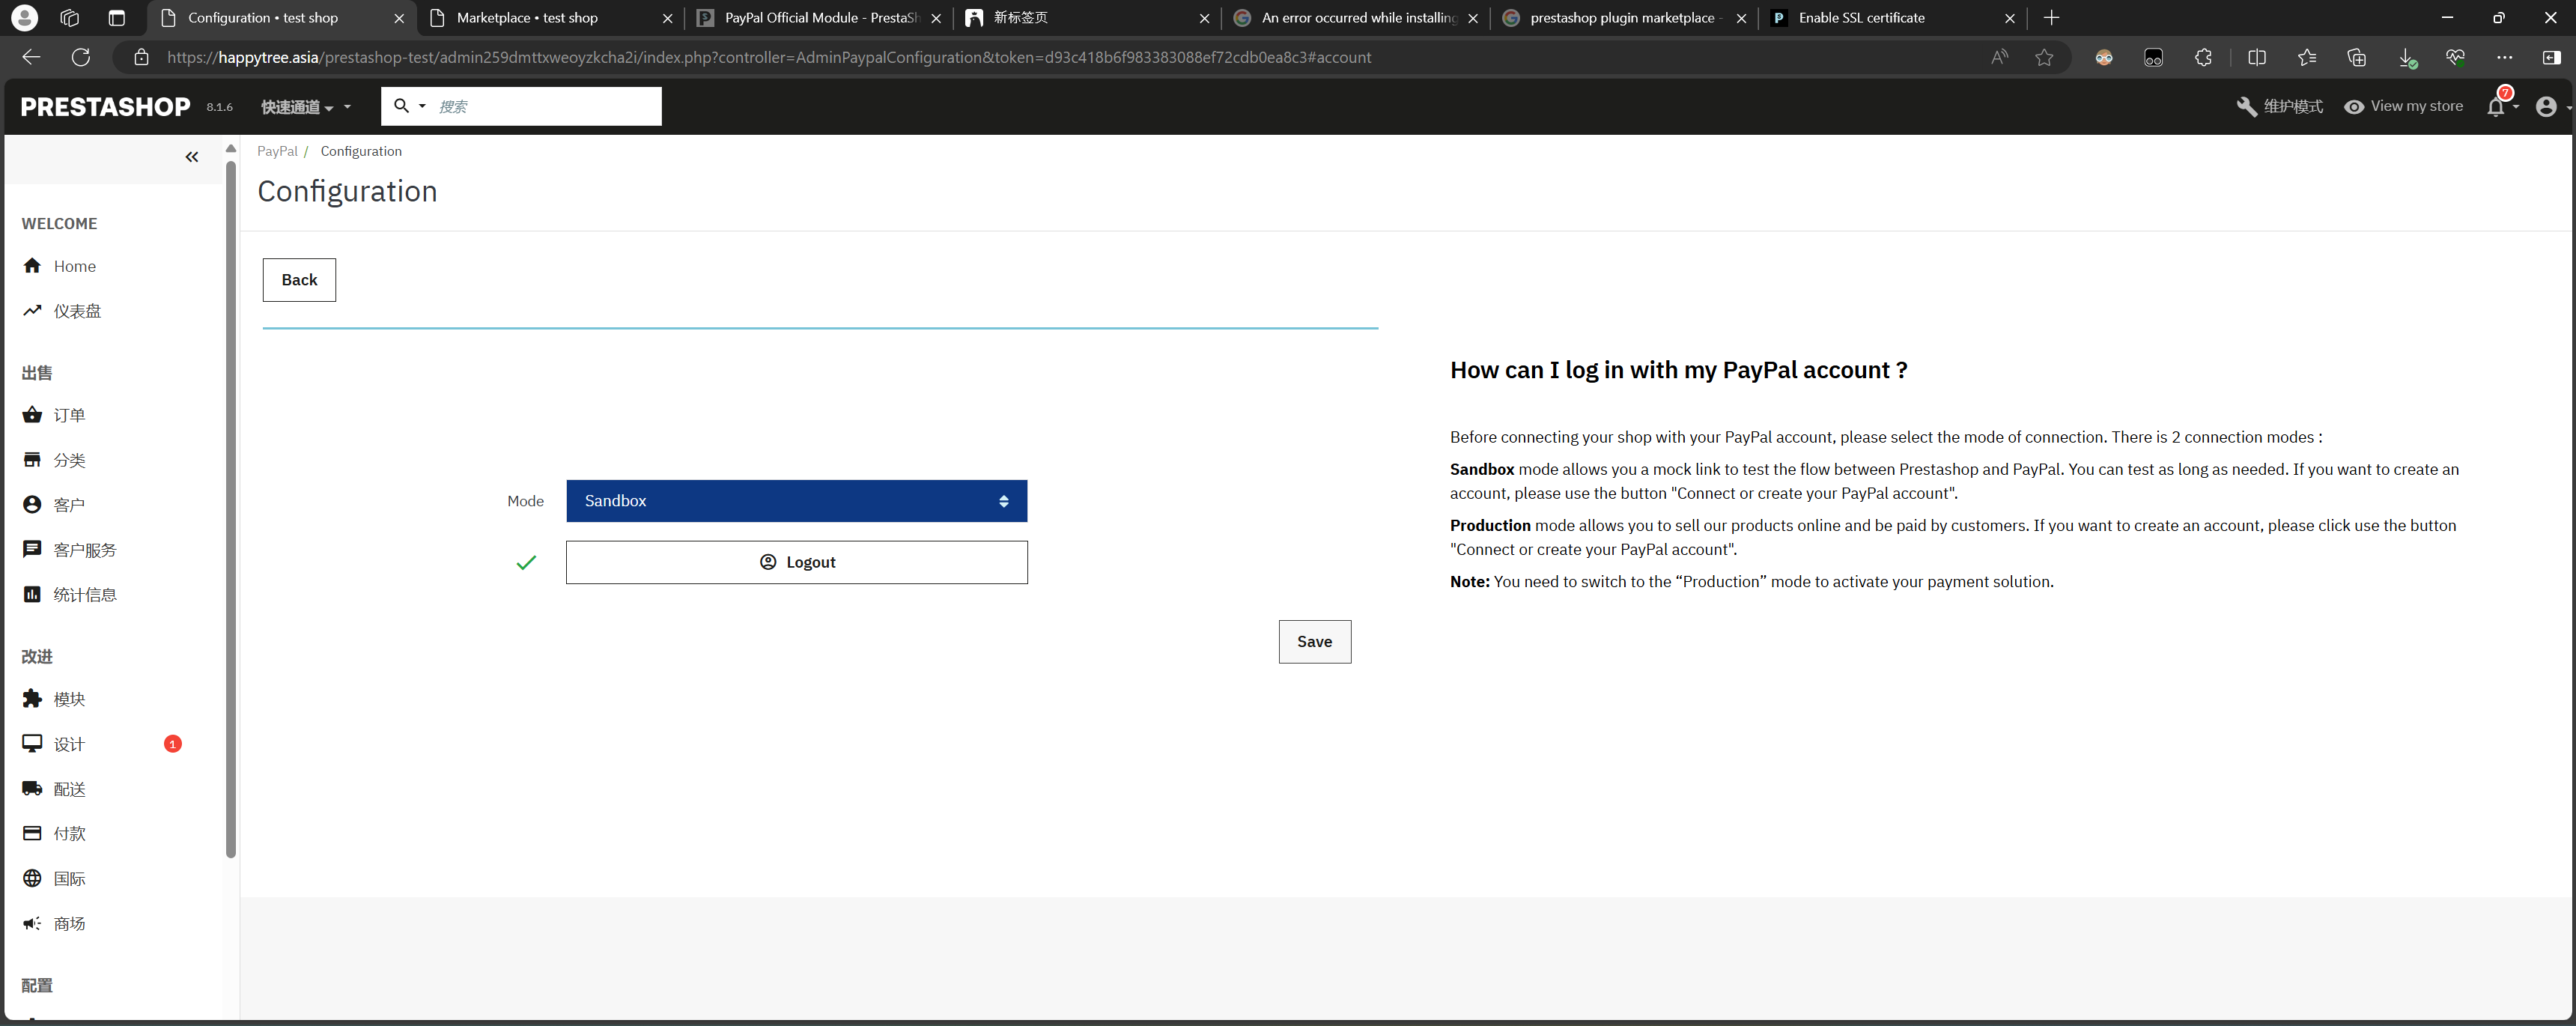 Configuration • test shop
Marketplace • test shop
PayPal Official Module - PrestaSh
新标签页
An error occurred while installing
prestashop plugin marketplace -
Enable SSL certificate
https://happytree.asia/prestashop-test/admin259dmttxweoyzkcha2i/index.php?controller=AdminPaypalConfiguration&token=d93c418b6f983383088ef72cdb0ea8c3#account
PRESTASHOP 8.1.6
快速通道
搜索
维护模式
View my store
7
PayPal / Configuration
Configuration
WELCOME
Home
仪表盘
出售
订单
分类
客户
客户服务
统计信息
改进
模块
设计 1
配送
付款
国际
商场
配置
Back
Mode
Sandbox
Logout
Save
How can I log in with my PayPal account ?
Before connecting your shop with your PayPal account, please select the mode of connection. There is 2 connection modes :
Sandbox mode allows you a mock link to test the flow between Prestashop and PayPal. You can test as long as needed. If you want to create an
account, please use the button "Connect or create your PayPal account".
Production mode allows you to sell our products online and be paid by customers. If you want to create an account, please click use the button
"Connect or create your PayPal account".
Note: You need to switch to the “Production” mode to activate your payment solution.